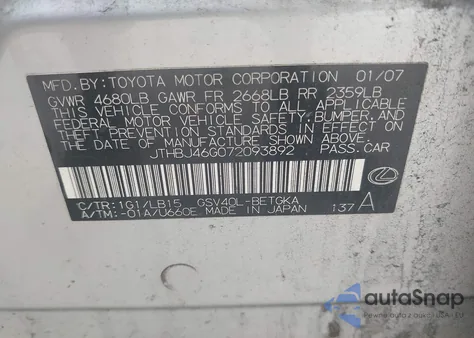 MFD.BY:TOYOTA MOTOR CORPORATION 01/07
GVWR 4680LB GAWR FR 2668LB RR 2359LB
THIS VEHICLE CONFORMS TO ALL APPLICABLE
FEDERAL MOTOR VEHICLE SAFETY,BUMPER,AND
THEFT PREVENTION STANDARDS IN EFFECT ON
THE DATE OF MANUFACTURE SHOWN ABOVE.
JTHBJ46G072093892 PASS.CAR
C/TR:1G1/LB15 GSV40L-BETGKA
A/TM:-01A/U660E MADE IN JAPAN 137 A
autoSnap